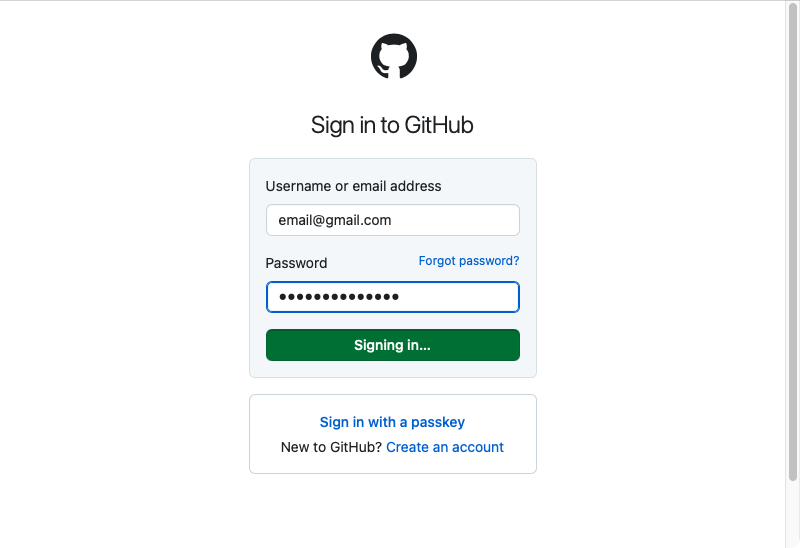 Sign in to GitHub
Username or email address
email@gmail.com
Password Forgot password?
••••••••••••••
Signing in...
Sign in with a passkey
New to GitHub? Create an account